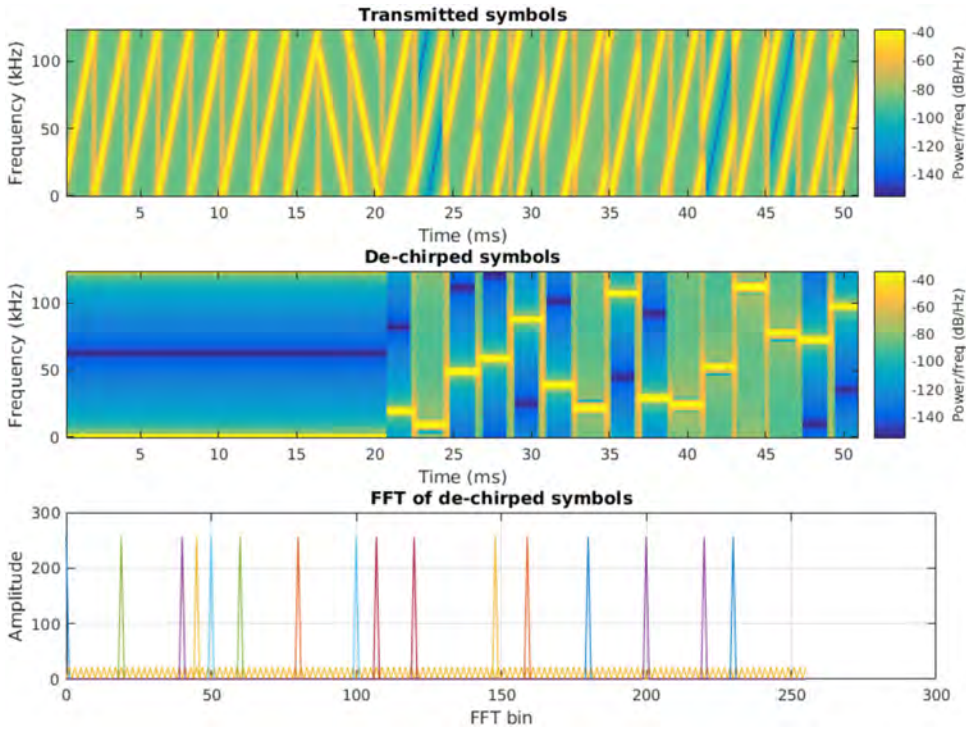 Transmitted symbols
Frequency (kHz)
100
50
0
5 10 15 20 25 30 35 40 45 50
Time (ms)
-40
-60
-80
-100
-120
-140
Power/freq (dB/Hz)
De-chirped symbols
Frequency (kHz)
100
50
0
5 10 15 20 25 30 35 40 45 50
Time (ms)
-40
-60
-80
-100
-120
-140
Power/freq (dB/Hz)
FFT of de-chirped symbols
Amplitude
300
200
100
0
0 50 100 150 200 250 300
FFT bin